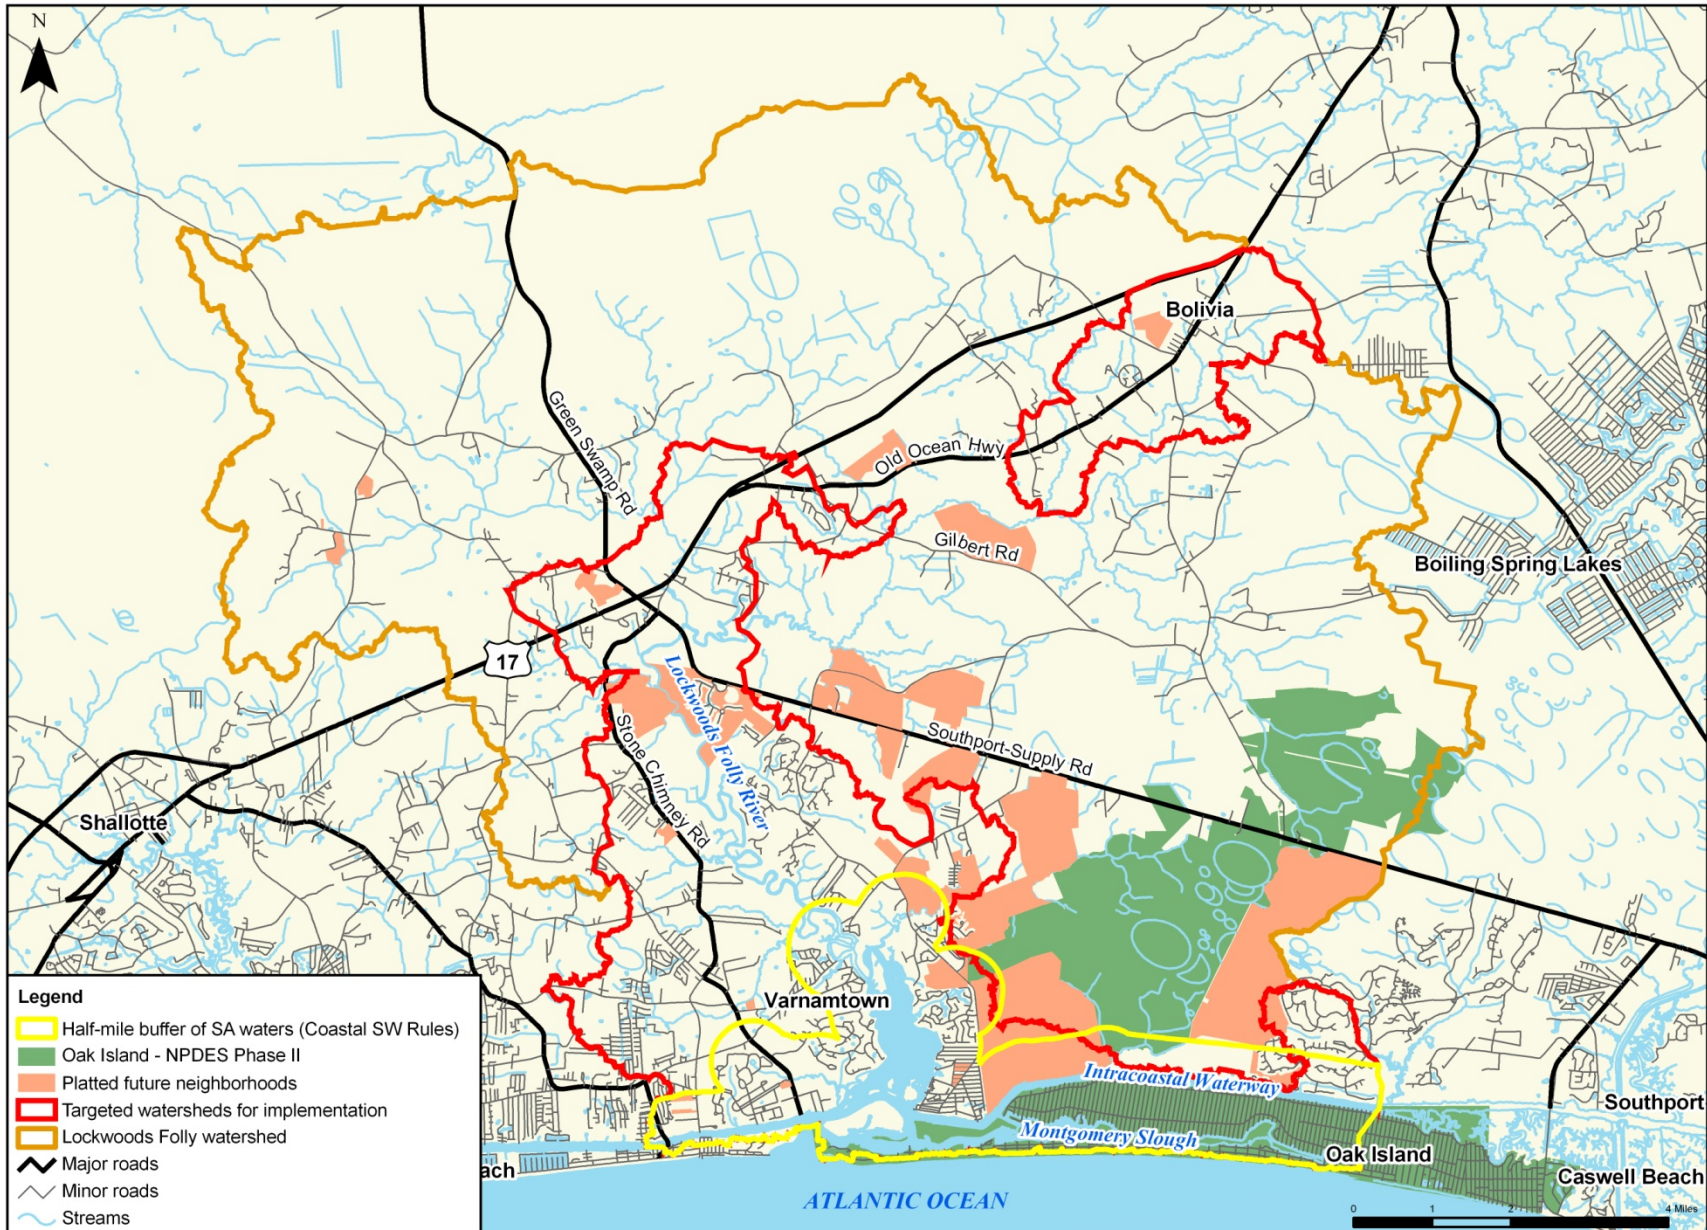 N
Bolivia
Green Swamp Rd
Old Ocean Hwy
Gilbert Rd
Boiling Spring Lakes
17
Lockwoods Folly River
Stone Chimney Rd
Southport-Supply Rd
Shallotte
Varnamtown
Intracoastal Waterway
Montgomery Slough
Oak Island
Southport
Caswell Beach
ach
ATLANTIC OCEAN
Legend
Half-mile buffer of SA waters (Coastal SW Rules)
Oak Island - NPDES Phase II
Platted future neighborhoods
Targeted watersheds for implementation
Lockwoods Folly watershed
Major roads
Minor roads
Streams
0 1 2 4 Miles